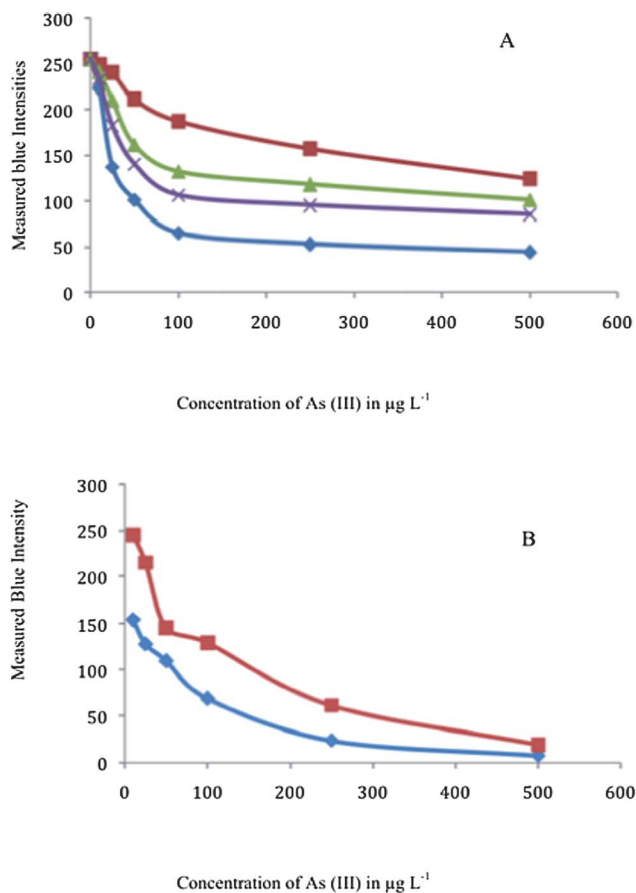 A
Measured blue Intensities
300
250
200
150
100
50
0
0 100 200 300 400 500 600
Concentration of As (III) in µg L-1
B
Measured Blue Intensity
300
250
200
150
100
50
0
0 100 200 300 400 500 600
Concentration of As (III) in µg L-1